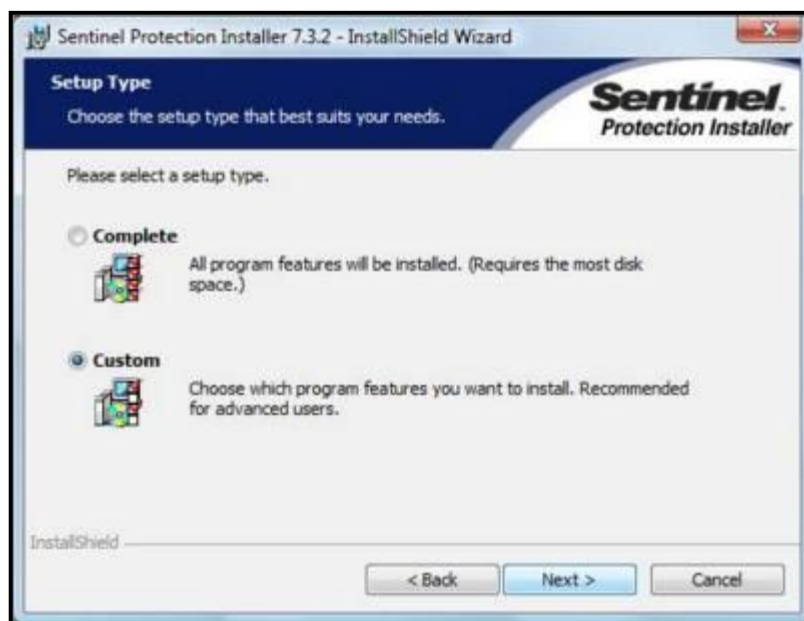 Sentinel Protection Installer 7.3.2 - InstallShield Wizard
Setup Type
Choose the setup type that best suits your needs.
Sentinel.
Protection Installer
Please select a setup type.
Complete
All program features will be installed. (Requires the most disk
space.)
Custom
Choose which program features you want to install. Recommended
for advanced users.
InstallShield
< Back
Next >
Cancel